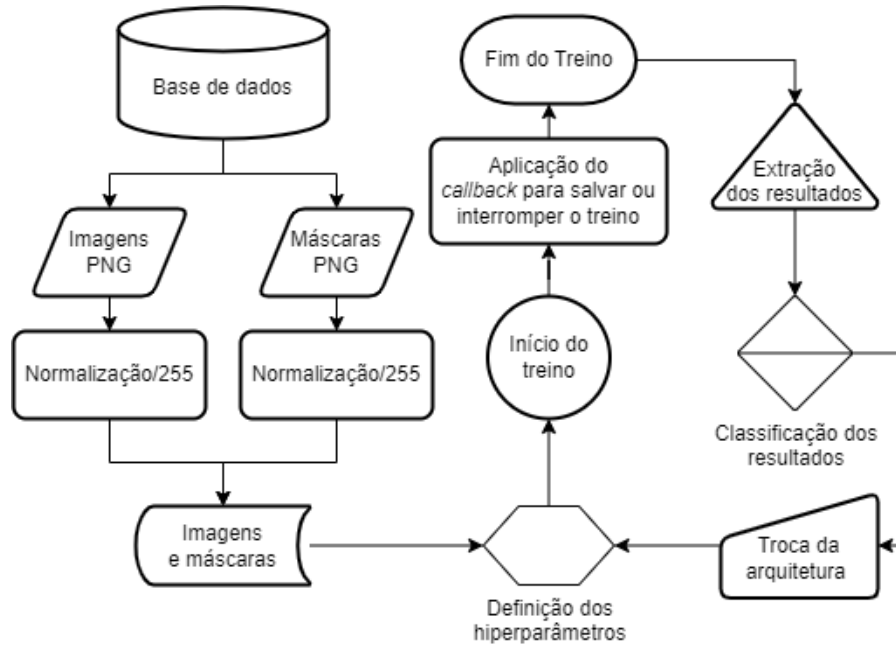 Base de dados
Imagens
PNG
Máscaras
PNG
Normalização/255
Normalização/255
Imagens
e máscaras
Definição dos
hiperparâmetros
Início do
treino
Aplicação do
callback para salvar ou
interromper o treino
Fim do Treino
Extração
dos resultados
Classificação dos
resultados
Troca da
arquitetura